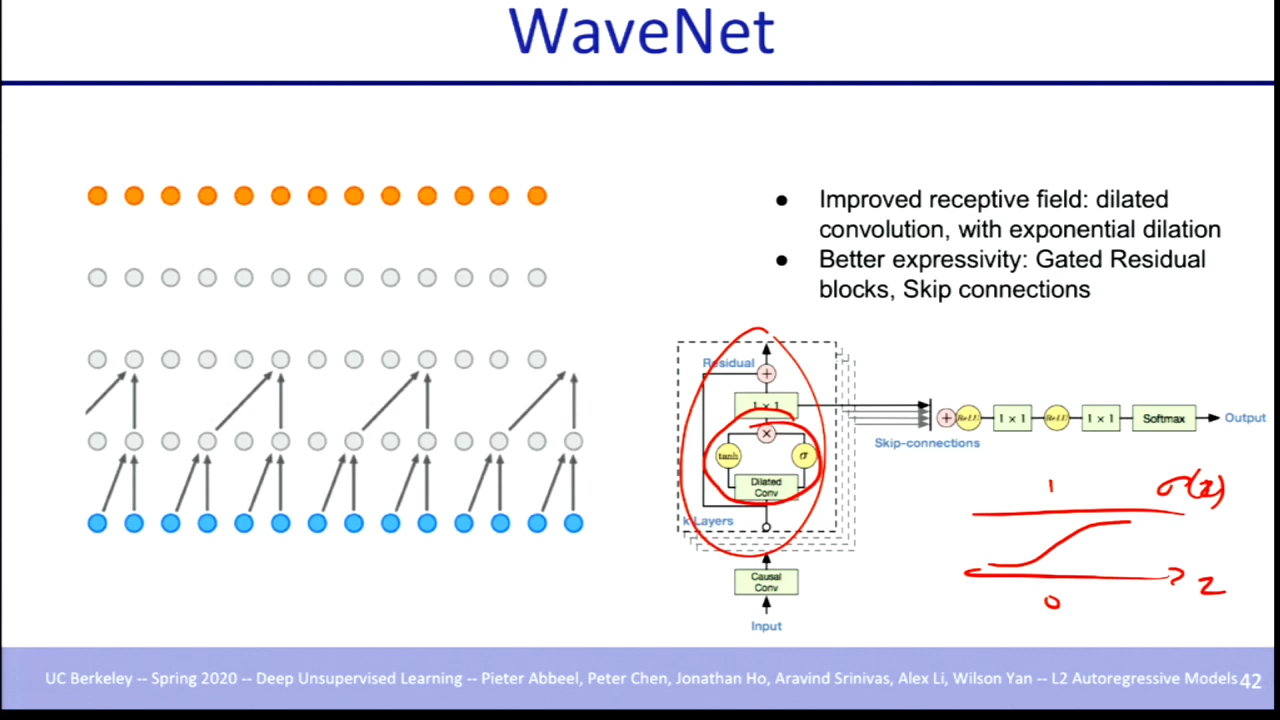 WaveNet
● Improved receptive field: dilated
convolution, with exponential dilation
● Better expressivity: Gated Residual
blocks, Skip connections
Residual
+
1 × 1
×
tanh
σ
Dilated
Conv
k Layers
Causal
Conv
Input
+ ReLU 1 × 1 ReLU 1 × 1 Softmax Output
Skip-connections
1
σ(z)
0
z
UC Berkeley -- Spring 2020 -- Deep Unsupervised Learning -- Pieter Abbeel, Peter Chen, Jonathan Ho, Aravind Srinivas, Alex Li, Wilson Yan -- L2 Autoregressive Models 42